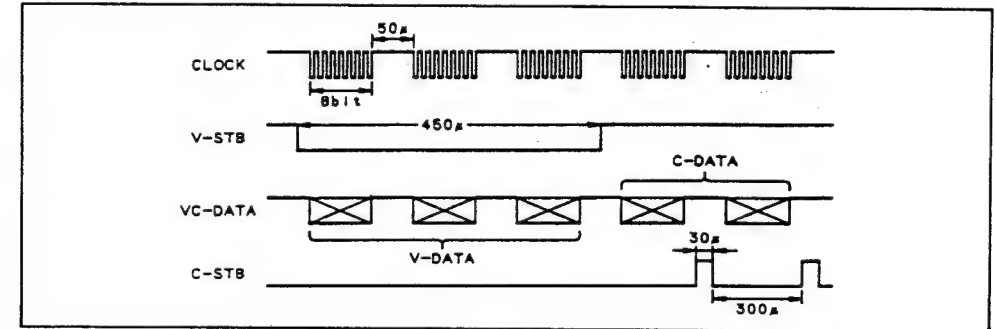 50μ
CLOCK
8bit
V-STB
450μ
C-DATA
VC-DATA
V-DATA
30μ
C-STB
300μ